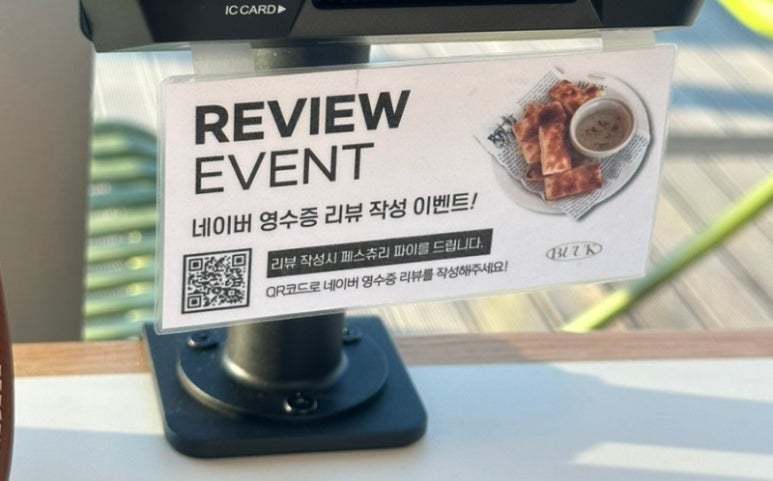 IC CARD▶
REVIEW
EVENT
네이버 영수증 리뷰 작성 이벤트!
리뷰 작성시 페스츄리 파이를 드립니다.
QR코드로 네이버 영수증 리뷰를 작성해주세요!